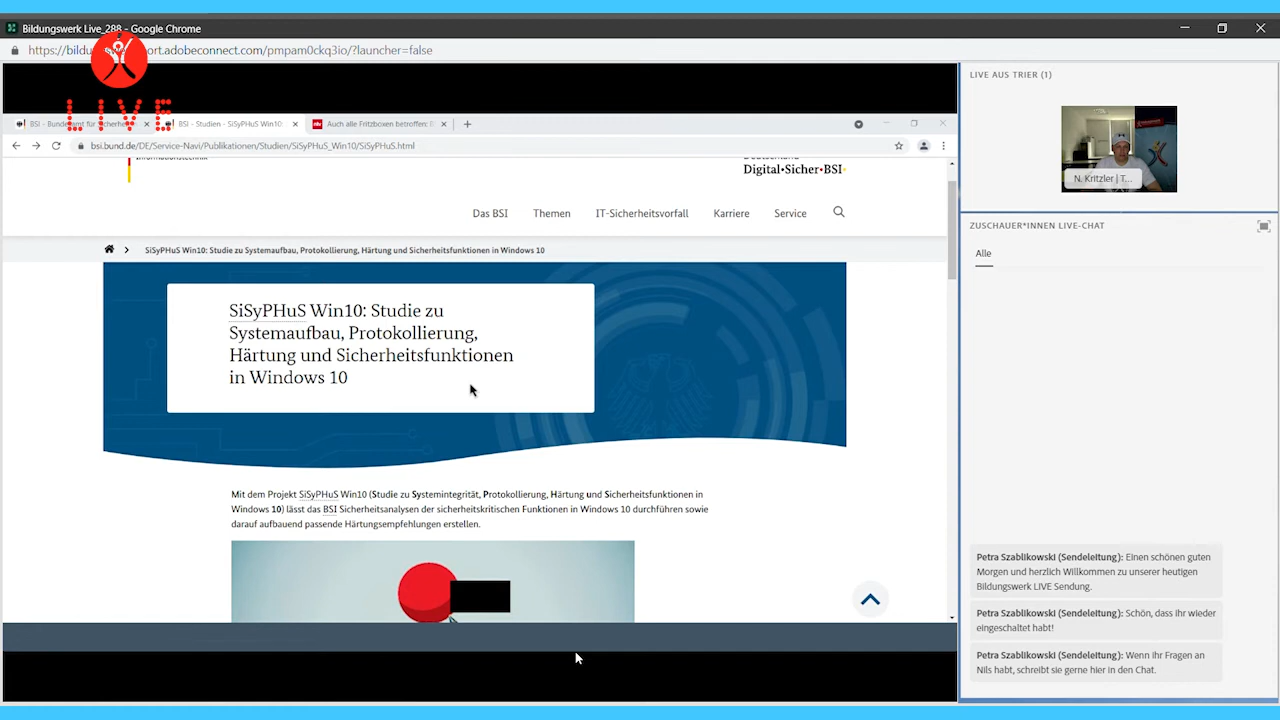 Bildungswerk Live_288 - Google Chrome
LIVE
adobeconnect.com/pmpam0ckq3io/?launcher=false
BSI - Studien - SiSyPHuS Win10:
Auch alle Fritzboxen betroffen:
bsi.bund.de/DE/Service-Navi/Publikationen/Studien/SiSyPHuS_Win10/SiSyPHuS.html
Digital•Sicher•BSI•
Das BSI Themen IT-Sicherheitsvorfall Karriere Service
SiSyPHuS Win10: Studie zu Systemaufbau, Protokollierung, Härtung und Sicherheitsfunktionen in Windows 10
SiSyPHuS Win10: Studie zu
Systemaufbau, Protokollierung,
Härtung und Sicherheitsfunktionen
in Windows 10
Mit dem Projekt SiSyPHuS Win10 (Studie zu Systemintegrität, Protokollierung, Härtung und Sicherheitsfunktionen in
Windows 10) lässt das BSI Sicherheitsanalysen der sicherheitskritischen Funktionen in Windows 10 durchführen sowie
darauf aufbauend passende Härtungsempfehlungen erstellen.
LIVE AUS TRIER (1)
N. Kritzler | T...
ZUSCHAUER*INNEN LIVE-CHAT
Alle
Petra Szablikowski (Sendeleitung): Einen schönen guten
Morgen und herzlich Willkommen zu unserer heutigen
Bildungswerk LIVE Sendung.
Petra Szablikowski (Sendeleitung): Schön, dass ihr wieder
eingeschaltet habt!
Petra Szablikowski (Sendeleitung): Wenn ihr Fragen an
Nils habt, schreibt sie gerne hier in den Chat.